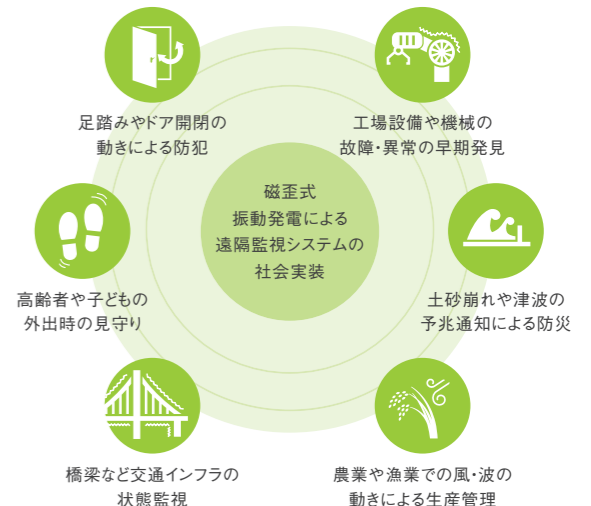 足踏みやドア開閉の
動きによる防犯
工場設備や機械の
故障・異常の早期発見
磁歪式
振動発電による
遠隔監視システムの
社会実装
高齢者や子どもの
外出時の見守り
土砂崩れや津波の
予兆通知による防災
橋梁など交通インフラの
状態監視
農業や漁業での風・波の
動きによる生産管理